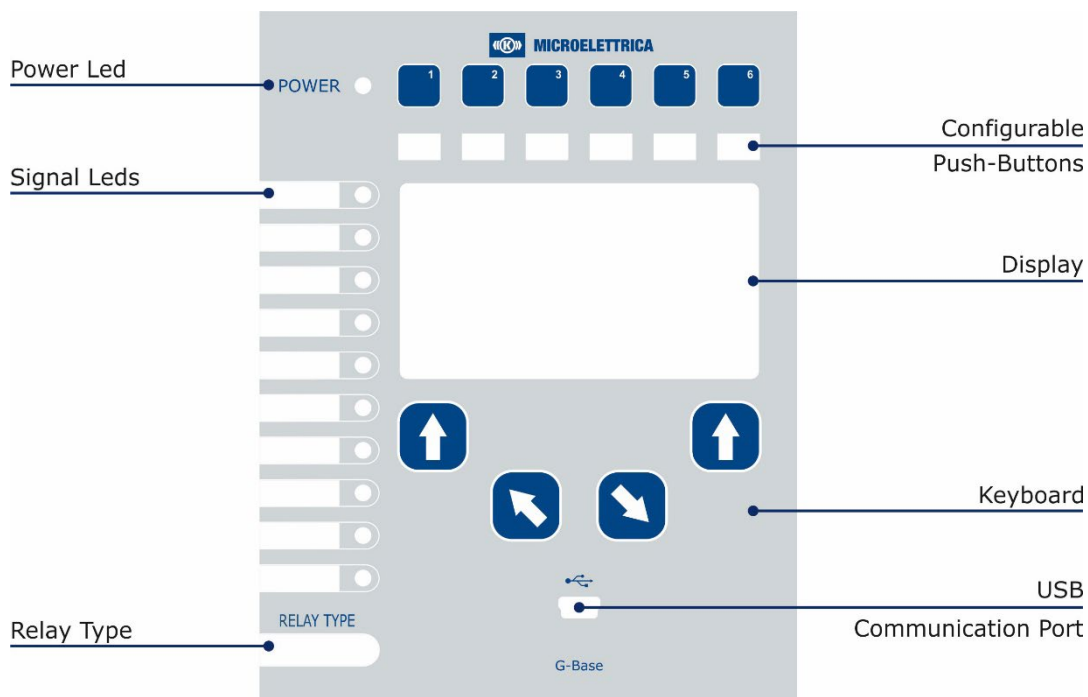 MICROELETTRICA
Power Led
POWER
1 2 3 4 5 6
Configurable
Push-Buttons
Signal Leds
Display
Keyboard
USB
Communication Port
RELAY TYPE
Relay Type
G-Base
K